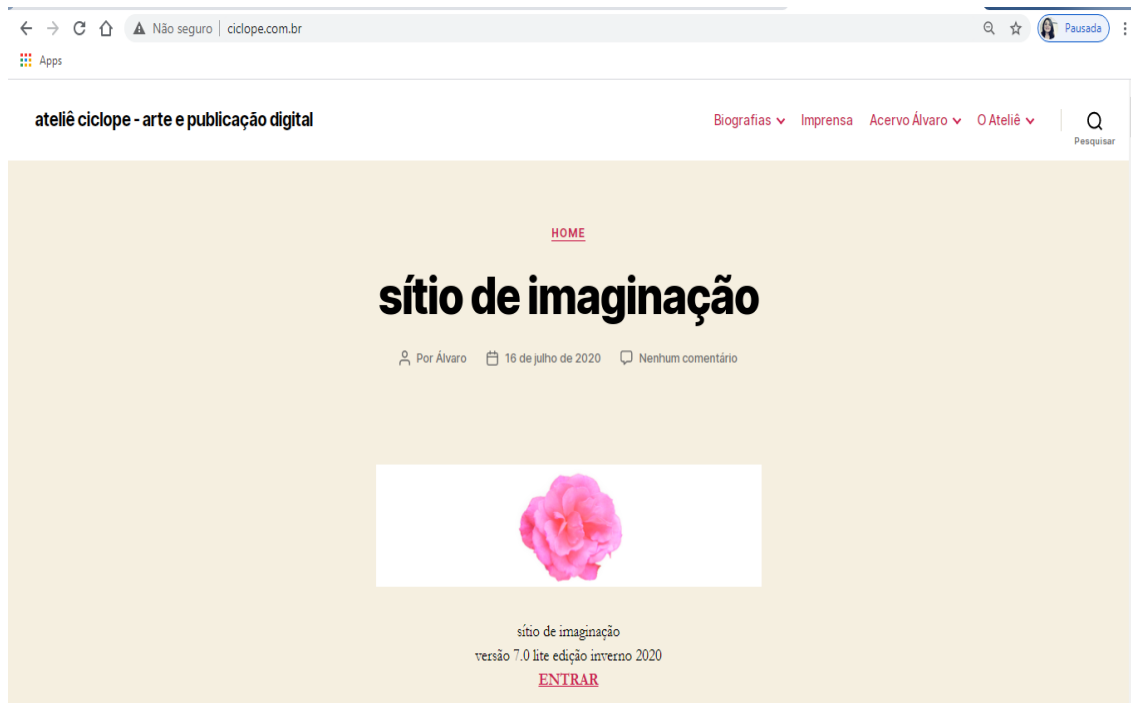 Não seguro ciclope.com.br Pausada
Apps
ateliê ciclope - arte e publicação digital Biografias Imprensa Acervo Álvaro O Ateliê
Pesquisar
HOME
sítio de imaginação
Por Álvaro 16 de julho de 2020 Nenhum comentário
sítio de imaginação
versão 7.0 lite edição inverno 2020
ENTRAR